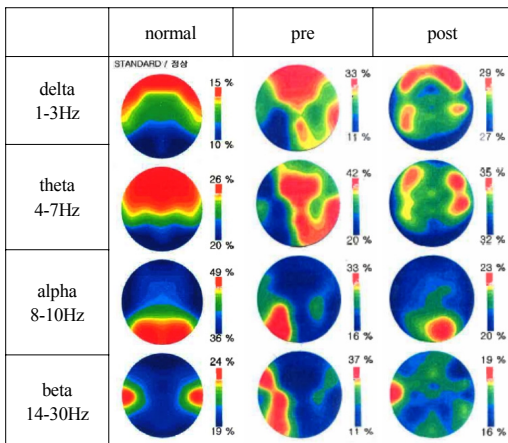 normal pre post
STANDARD / 정상
delta
1-3Hz
15 %
10 %
33 %
11 %
29 %
27 %
theta
4-7Hz
26 %
20 %
42 %
20 %
35 %
32 %
alpha
8-10Hz
49 %
36 %
33 %
16 %
23 %
20 %
beta
14-30Hz
24 %
19 %
37 %
11 %
19 %
16 %